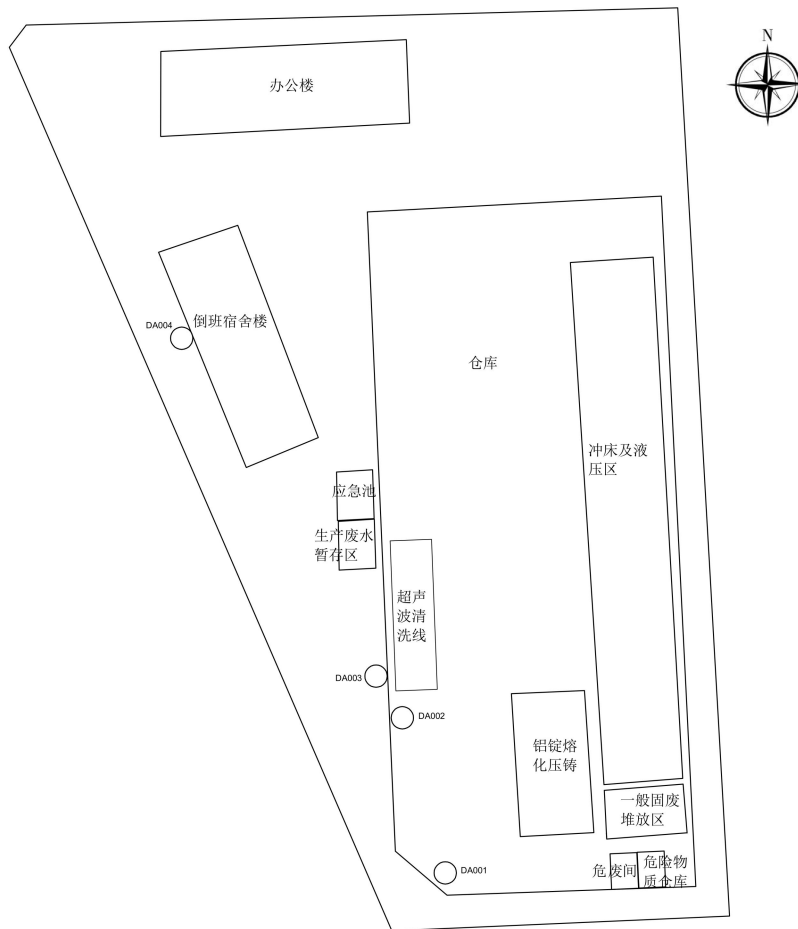 N
办公楼
DA004
倒班宿舍楼
仓库
冲床及液
压区
应急池
生产废水
暂存区
超声
波清
洗线
DA003
DA002
铝锭熔
化压铸
一般固废
堆放区
DA001
危废间
危险物
质仓库